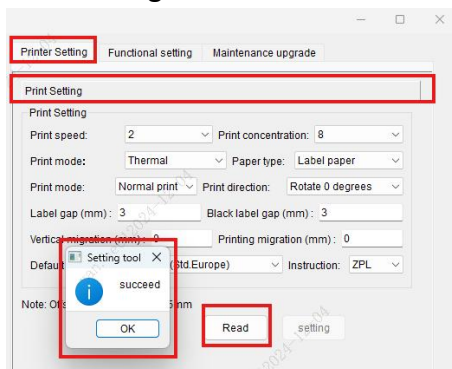 Printer Setting Functional setting Maintenance upgrade
Print Setting
Print Setting
Print speed: 2 Print concentration: 8
Print mode: Thermal Paper type: Label paper
Print mode: Normal print Print direction: Rotate 0 degrees
Label gap (mm): 3 Black label gap (mm): 3
Vertical migration (mm): 0 Printing migration (mm): 0
Setting tool
(Std.Europe) Instruction: ZPL
succeed
Note:
OK
Read setting